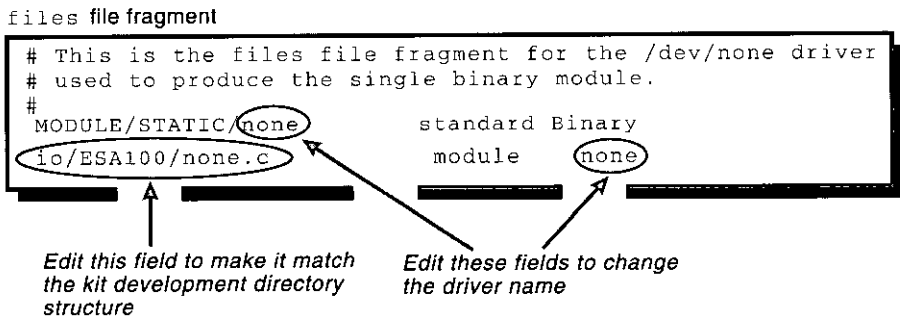 files file fragment
# This is the files file fragment for the /dev/none driver
# used to produce the single binary module.
#
MODULE/STATIC/none standard Binary
io/ESA100/none.c module none
Edit this field to make it match
the kit development directory
structure
Edit these fields to change
the driver name